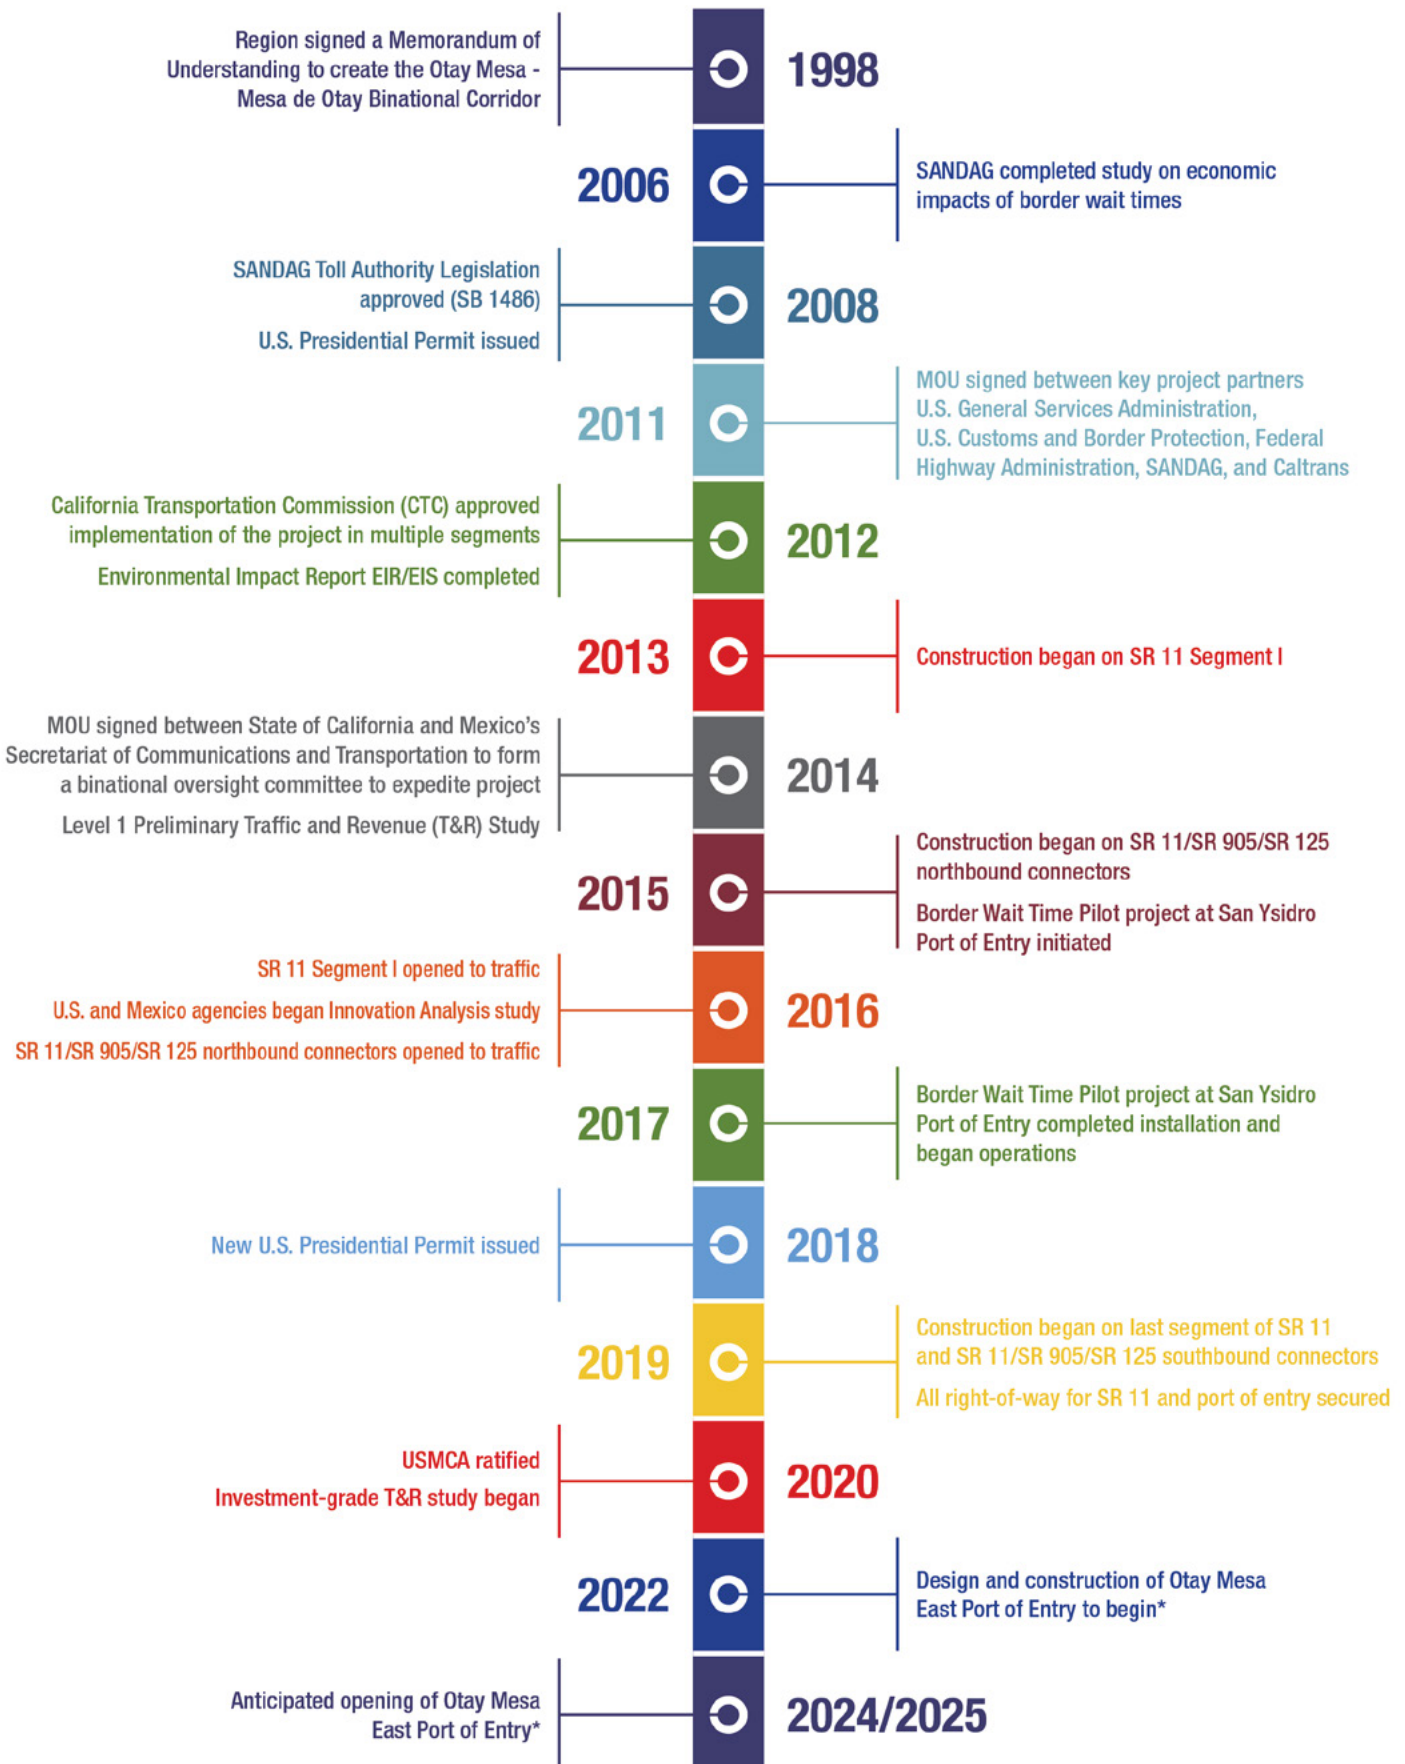 Region signed a Memorandum of
Understanding to create the Otay Mesa -
Mesa de Otay Binational Corridor
1998
2006
SANDAG completed study on economic
impacts of border wait times
SANDAG Toll Authority Legislation
approved (SB 1486)
U.S. Presidential Permit issued
2008
2011
MOU signed between key project partners
U.S. General Services Administration,
U.S. Customs and Border Protection, Federal
Highway Administration, SANDAG, and Caltrans
California Transportation Commission (CTC) approved
implementation of the project in multiple segments
Environmental Impact Report EIR/EIS completed
2012
2013
Construction began on SR 11 Segment I
MOU signed between State of California and Mexico's
Secretariat of Communications and Transportation to form
a binational oversight committee to expedite project
Level 1 Preliminary Traffic and Revenue (T&R) Study
2014
2015
Construction began on SR 11/SR 905/SR 125
northbound connectors
Border Wait Time Pilot project at San Ysidro
Port of Entry initiated
SR 11 Segment I opened to traffic
U.S. and Mexico agencies began Innovation Analysis study
SR 11/SR 905/SR 125 northbound connectors opened to traffic
2016
2017
Border Wait Time Pilot project at San Ysidro
Port of Entry completed installation and
began operations
New U.S. Presidential Permit issued
2018
2019
Construction began on last segment of SR 11
and SR 11/SR 905/SR 125 southbound connectors
All right-of-way for SR 11 and port of entry secured
USMCA ratified
Investment-grade T&R study began
2020
2022
Design and construction of Otay Mesa
East Port of Entry to begin*
Anticipated opening of Otay Mesa
East Port of Entry*
2024/2025